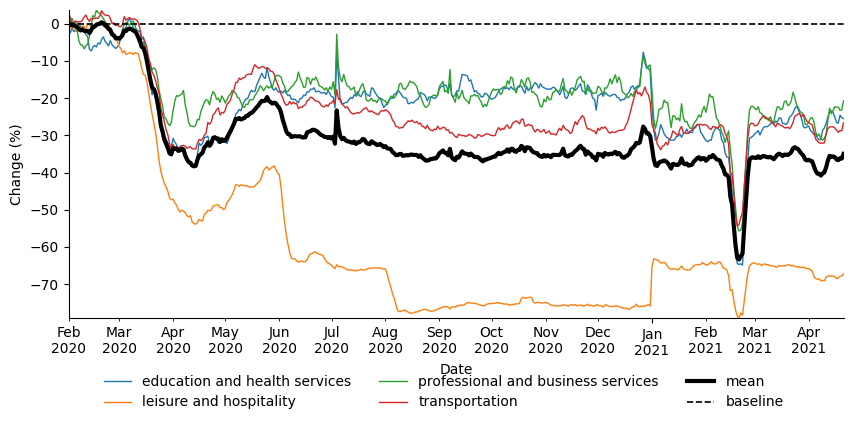 0
−10
−20
−30
−40
−50
−60
−70
Change (%)
Feb Mar Apr May Jun Jul Aug Sep Oct Nov Dec Jan Feb Mar Apr
2020 2020 2020 2020 2020 2020 2020 2020 2020 2020 2020 2021 2021 2021 2021
Date
education and health services professional and business services mean
leisure and hospitality transportation baseline